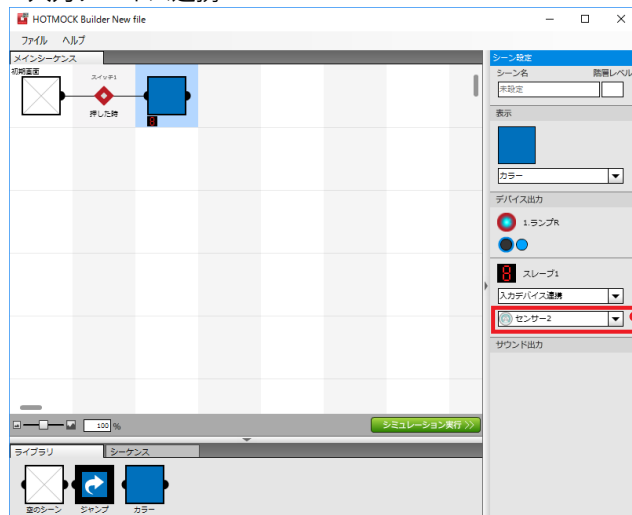 HOTMOCK Builder New file
ファイル ヘルプ
メインシーケンス
初期画面
スイッチ1
押した時
シーン設定
シーン名 階層レベル
未設定
表示
カラー
デバイス出力
1.ランプR
スレーブ1
入力デバイス連携
センサー2
サウンド出力
100 %
シミュレーション実行 >>
ライブラリ シーケンス
空のシーン ジャンプ カラー